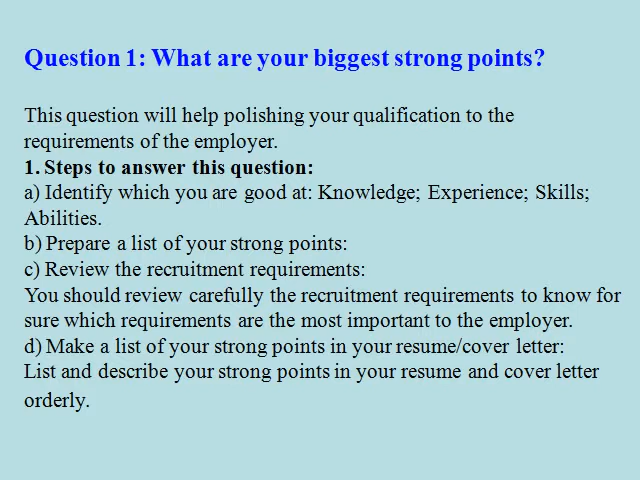 Question 1: What are your biggest strong points?
This question will help polishing your qualification to the
requirements of the employer.
1. Steps to answer this question:
a) Identify which you are good at: Knowledge; Experience; Skills;
Abilities.
b) Prepare a list of your strong points:
c) Review the recruitment requirements:
You should review carefully the recruitment requirements to know for
sure which requirements are the most important to the employer.
d) Make a list of your strong points in your resume/cover letter:
List and describe your strong points in your resume and cover letter
orderly.